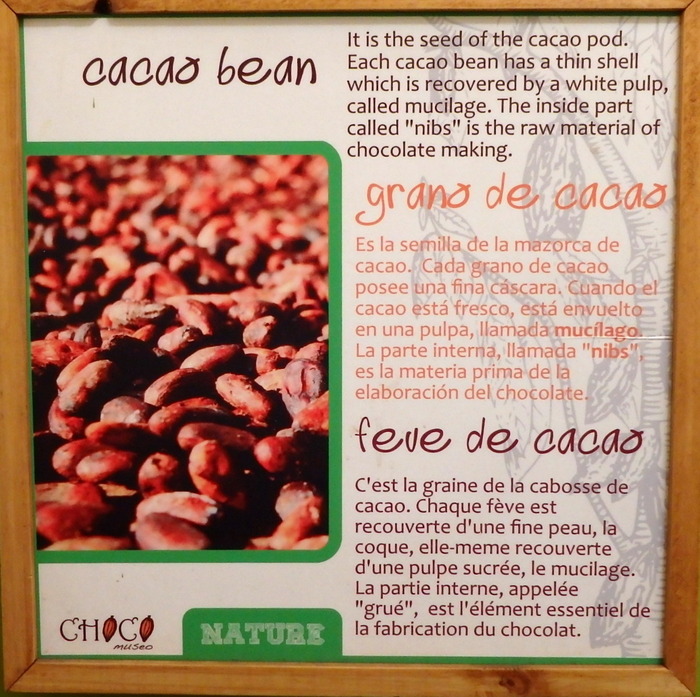 cacao bean
It is the seed of the cacao pod.
Each cacao bean has a thin shell
which is recovered by a white pulp,
called mucilage. The inside part
called "nibs" is the raw material of
chocolate making.
grano de cacao
Es la semilla de la mazorca de
cacao. Cada grano de cacao
posee una fina cáscara. Cuando el
cacao está fresco, está envuelto
en una pulpa, llamada mucílago.
La parte interna, llamada "nibs",
es la materia prima de la
elaboración del chocolate.
feve de cacao
C'est la graine de la cabosse de
cacao. Chaque fève est
recouverte d'une fine peau, la
coque, elle-meme recouverte
d'une pulpe sucrée, le mucilage.
La partie interne, appelée
"grué", est l'élément essentiel de
la fabrication du chocolat.
CHOCO
museo
NATURE